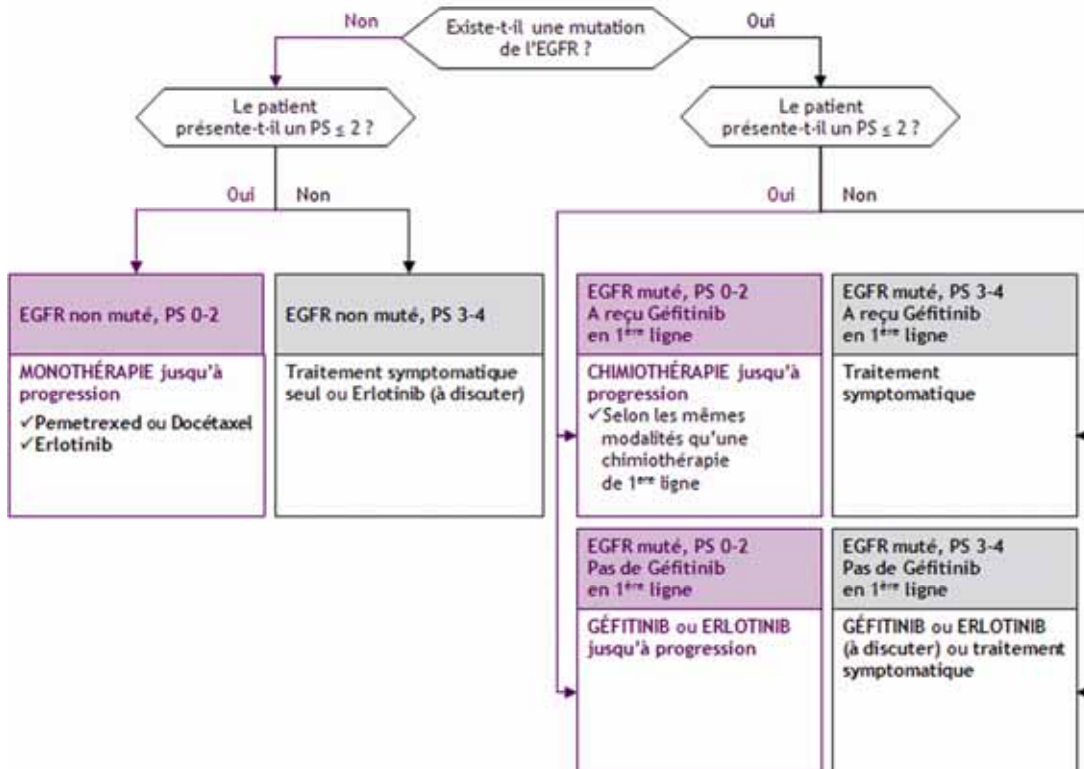 Non
Existe-t-il une mutation
de l'EGFR ?
Oui
Le patient
présente-t-il un PS ≤ 2 ?
Le patient
présente-t-il un PS ≤ 2 ?
Oui
Non
Oui
Non
EGFR non muté, PS 0-2
MONOTHÉRAPIE jusqu'à
progression
✓Pemetrexed ou Docétaxel
✓Erlotinib
EGFR non muté, PS 3-4
Traitement symptomatique
seul ou Erlotinib (à discuter)
EGFR muté, PS 0-2
A reçu Géfitinib
en 1ère ligne
CHIMIOTHÉRAPIE jusqu'à
progression
✓Selon les mêmes
modalités qu'une
chimiothérapie
de 1ere ligne
EGFR muté, PS 3-4
A reçu Géfitinib
en 1ère ligne
Traitement
symptomatique
EGFR muté, PS 0-2
Pas de Géfitinib
en 1ère ligne
GÉFITINIB ou ERLOTINIB
jusqu'à progression
EGFR muté, PS 3-4
Pas de Géfitinib
en 1ère ligne
GÉFITINIB ou ERLOTINIB
(à discuter) ou traitement
symptomatique